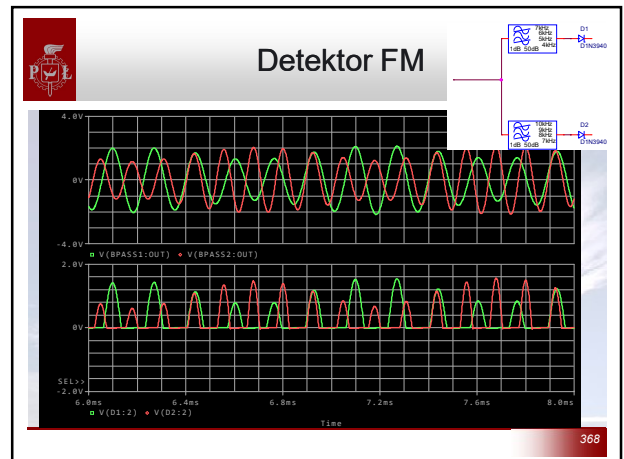 Detektor FM
P Ł
7kHz
6kHz
5kHz
4kHz
1dB 50dB
D1
D1N3940
10kHz
9kHz
8kHz
7kHz
1dB 50dB
D2
D1N3940
4.0V
0V
-4.0V
V(BPASS1:OUT) V(BPASS2:OUT)
2.0V
0V
SEL>>
-2.0V
6.0ms 6.4ms 6.8ms 7.2ms 7.6ms 8.0ms
V(D1:2) V(D2:2)
Time
368